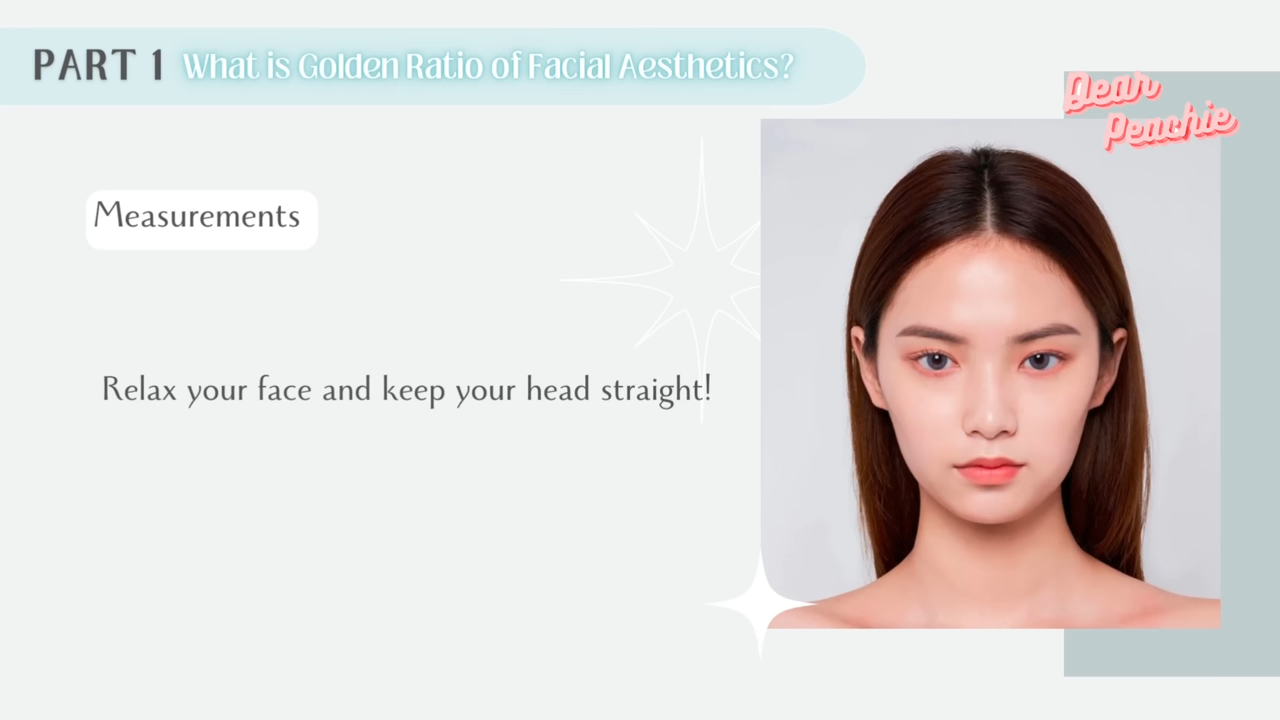 PART 1 What is Golden Ratio of Facial Aesthetics?
Dear
Peachie
Measurements
Relax your face and keep your head straight!